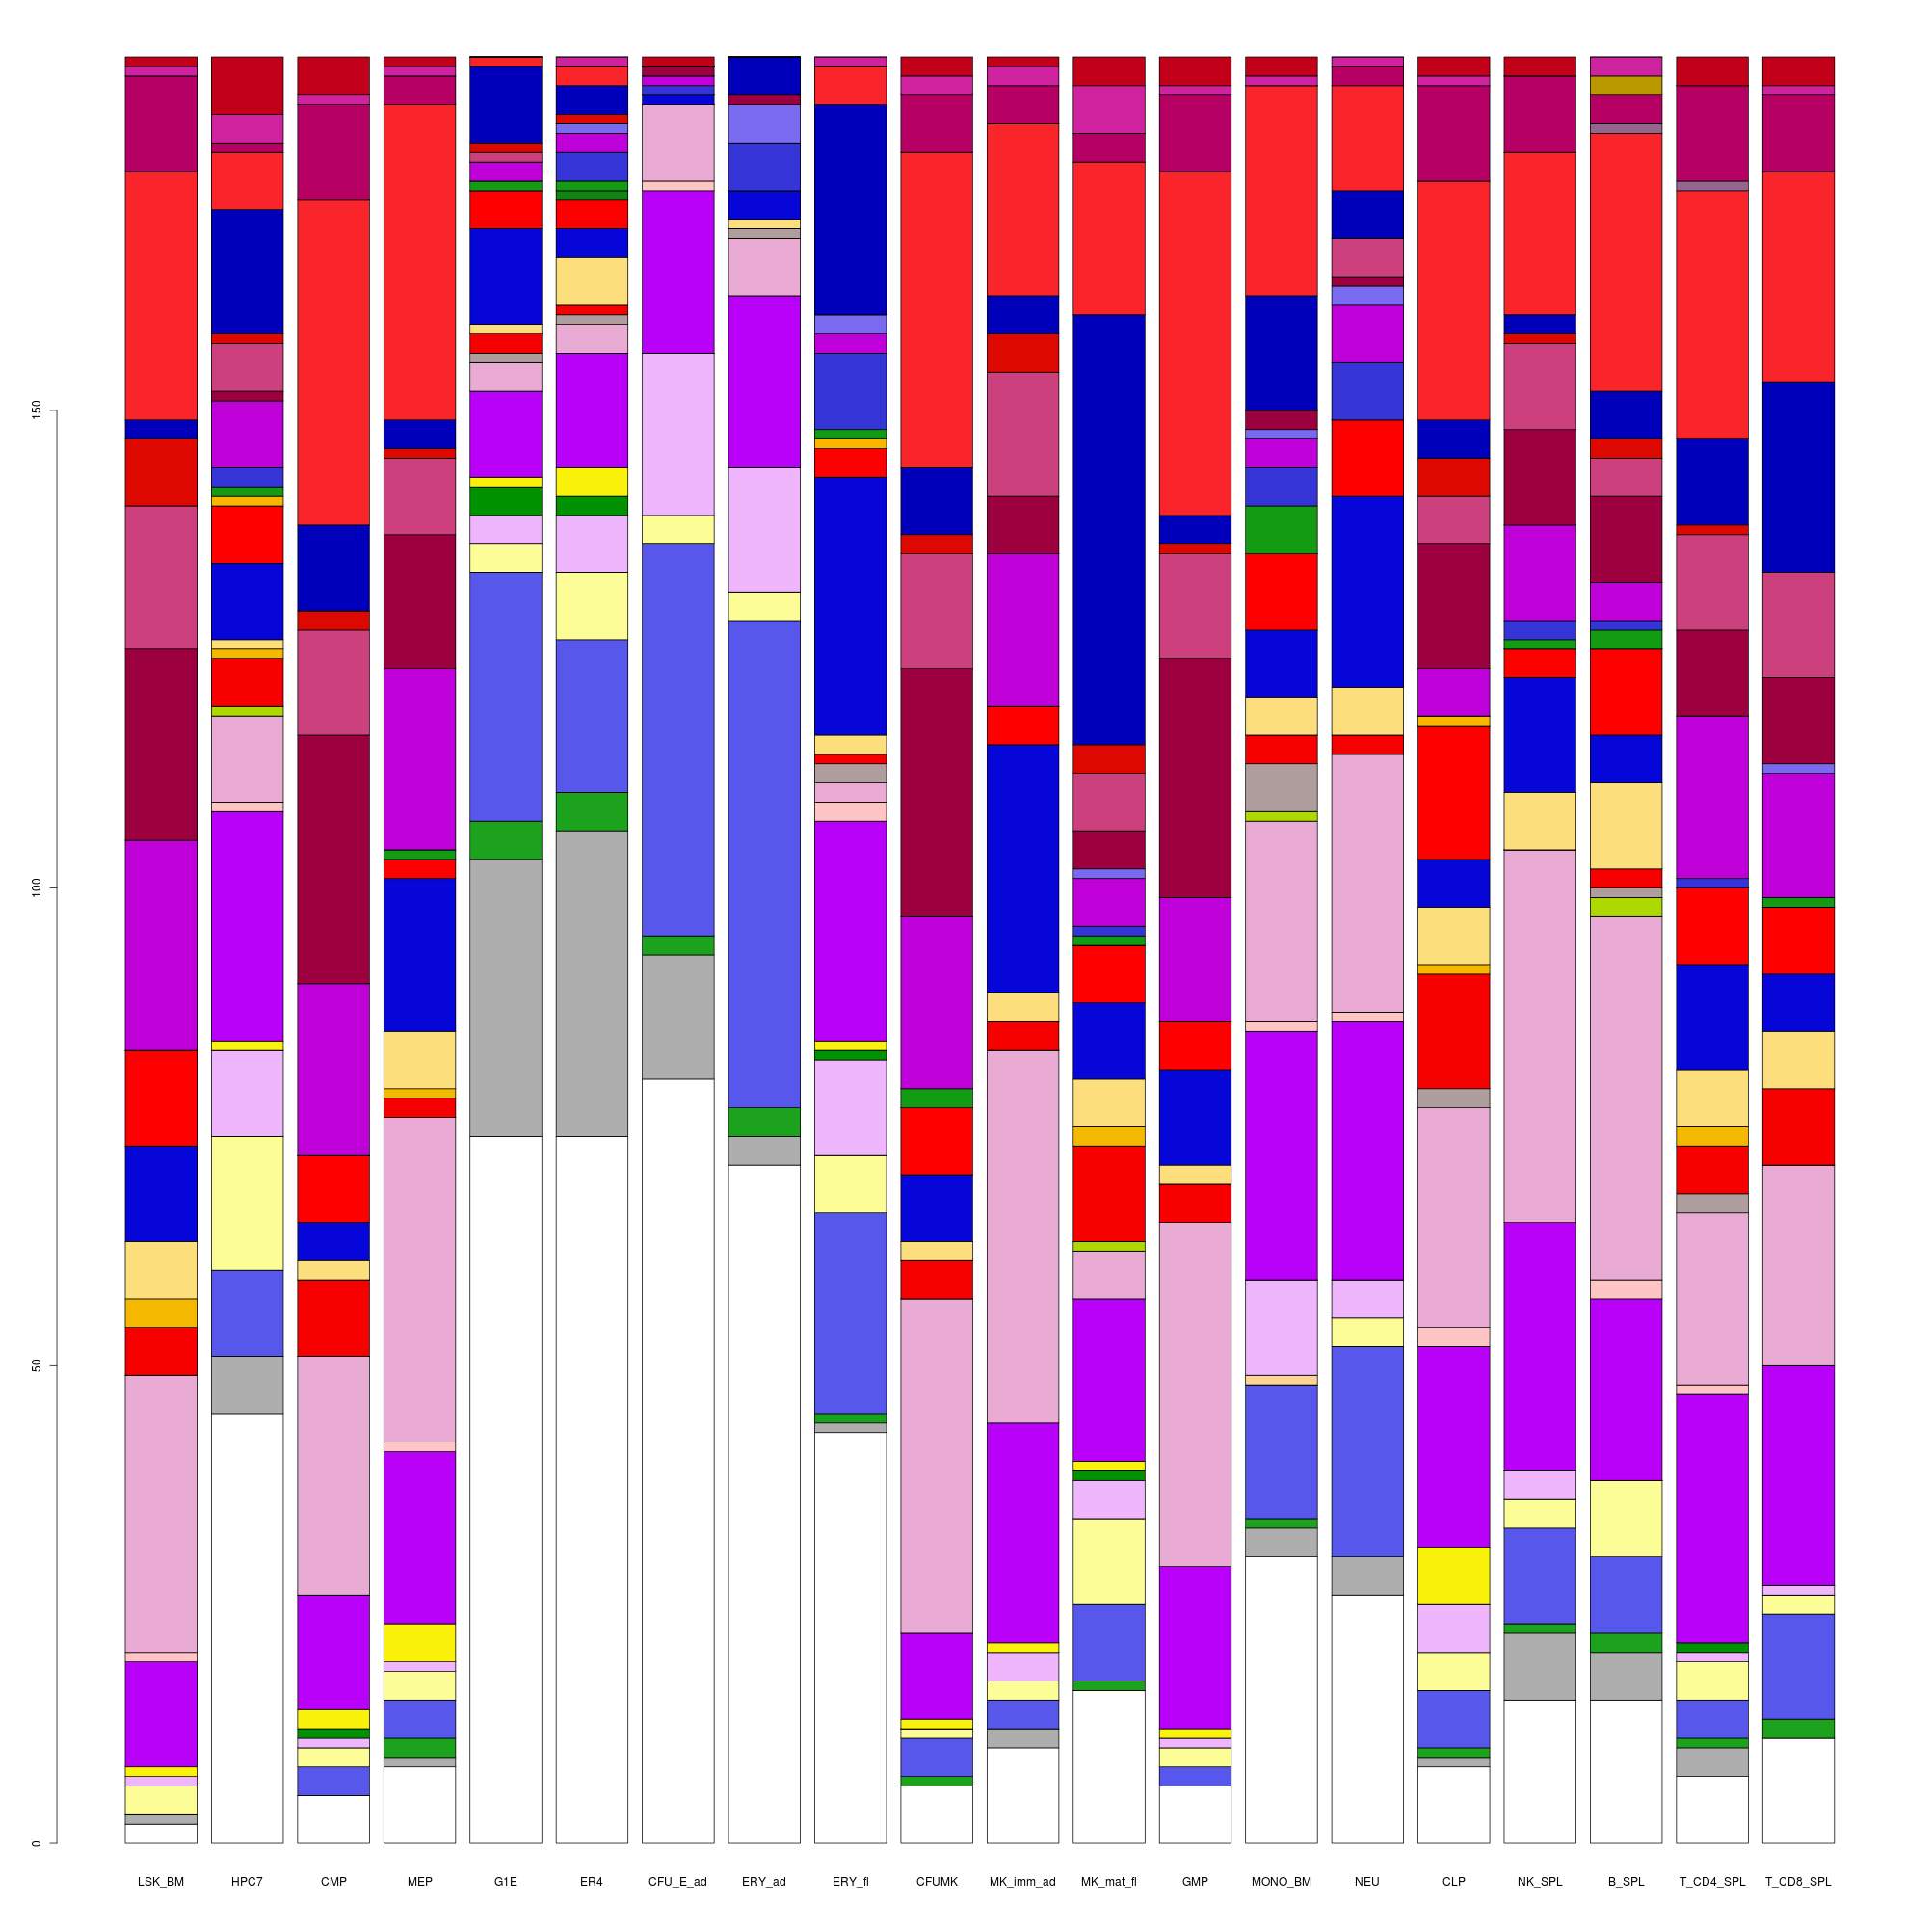 150
100
50
0
LSK_BM HPC7 CMP MEP G1E ER4 CFU_E_ad ERY_ad ERY_fl CFUMK MK_imm_ad MK_mat_fl GMP MONO_BM NEU CLP NK_SPL B_SPL T_CD4_SPL T_CD8_SPL